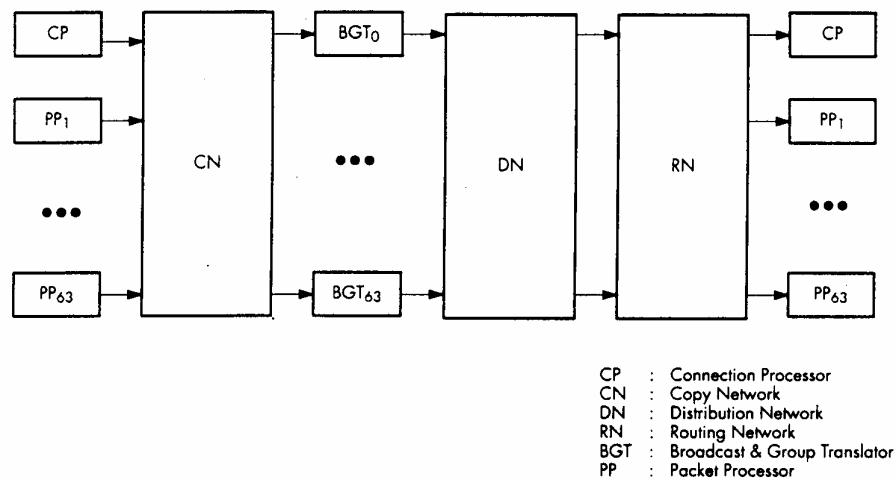 CP BGT0 CP
PP1 PP1
CN DN RN
PP63 BGT63 PP63
CP : Connection Processor
CN : Copy Network
DN : Distribution Network
RN : Routing Network
BGT : Broadcast & Group Translator
PP : Packet Processor